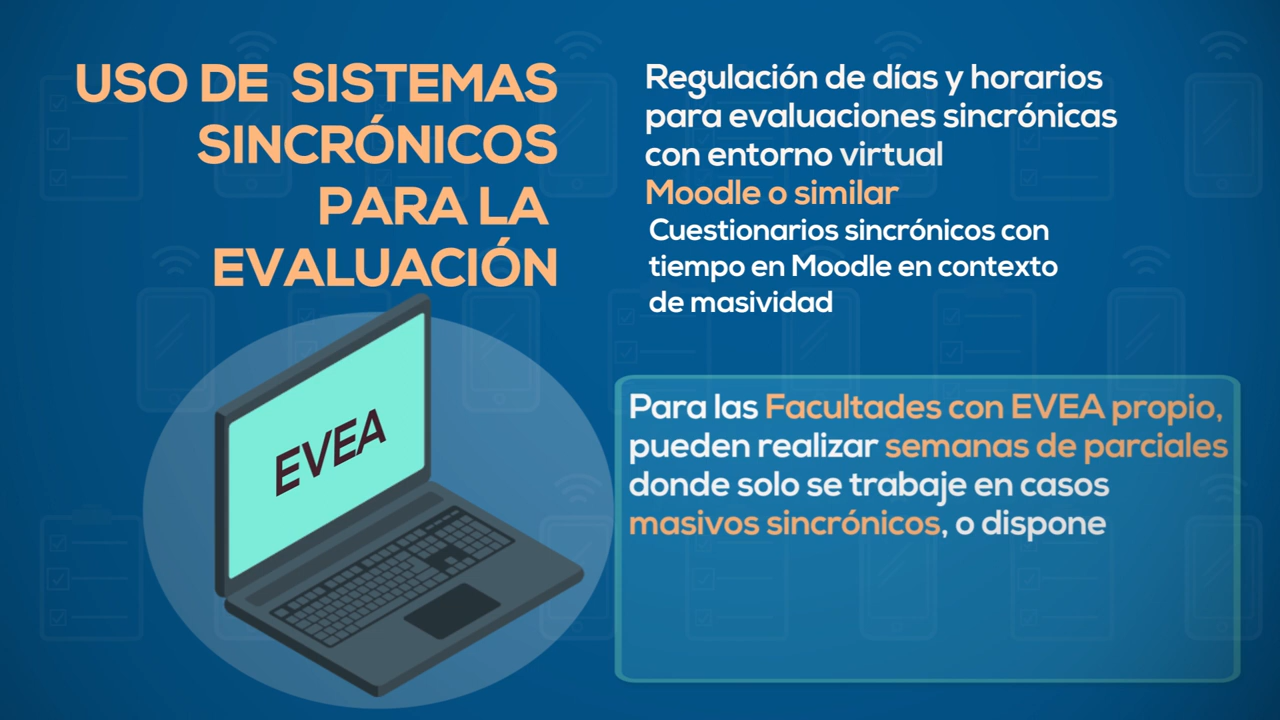 USO DE SISTEMAS
SINCRÓNICOS
PARA LA
EVALUACIÓN
EVEA
Regulación de días y horarios
para evaluaciones sincrónicas
con entorno virtual
Moodle o similar
Cuestionarios sincrónicos con
tiempo en Moodle en contexto
de masividad
Para las Facultades con EVEA propio,
pueden realizar semanas de parciales
donde solo se trabaje en casos
masivos sincrónicos, o dispone